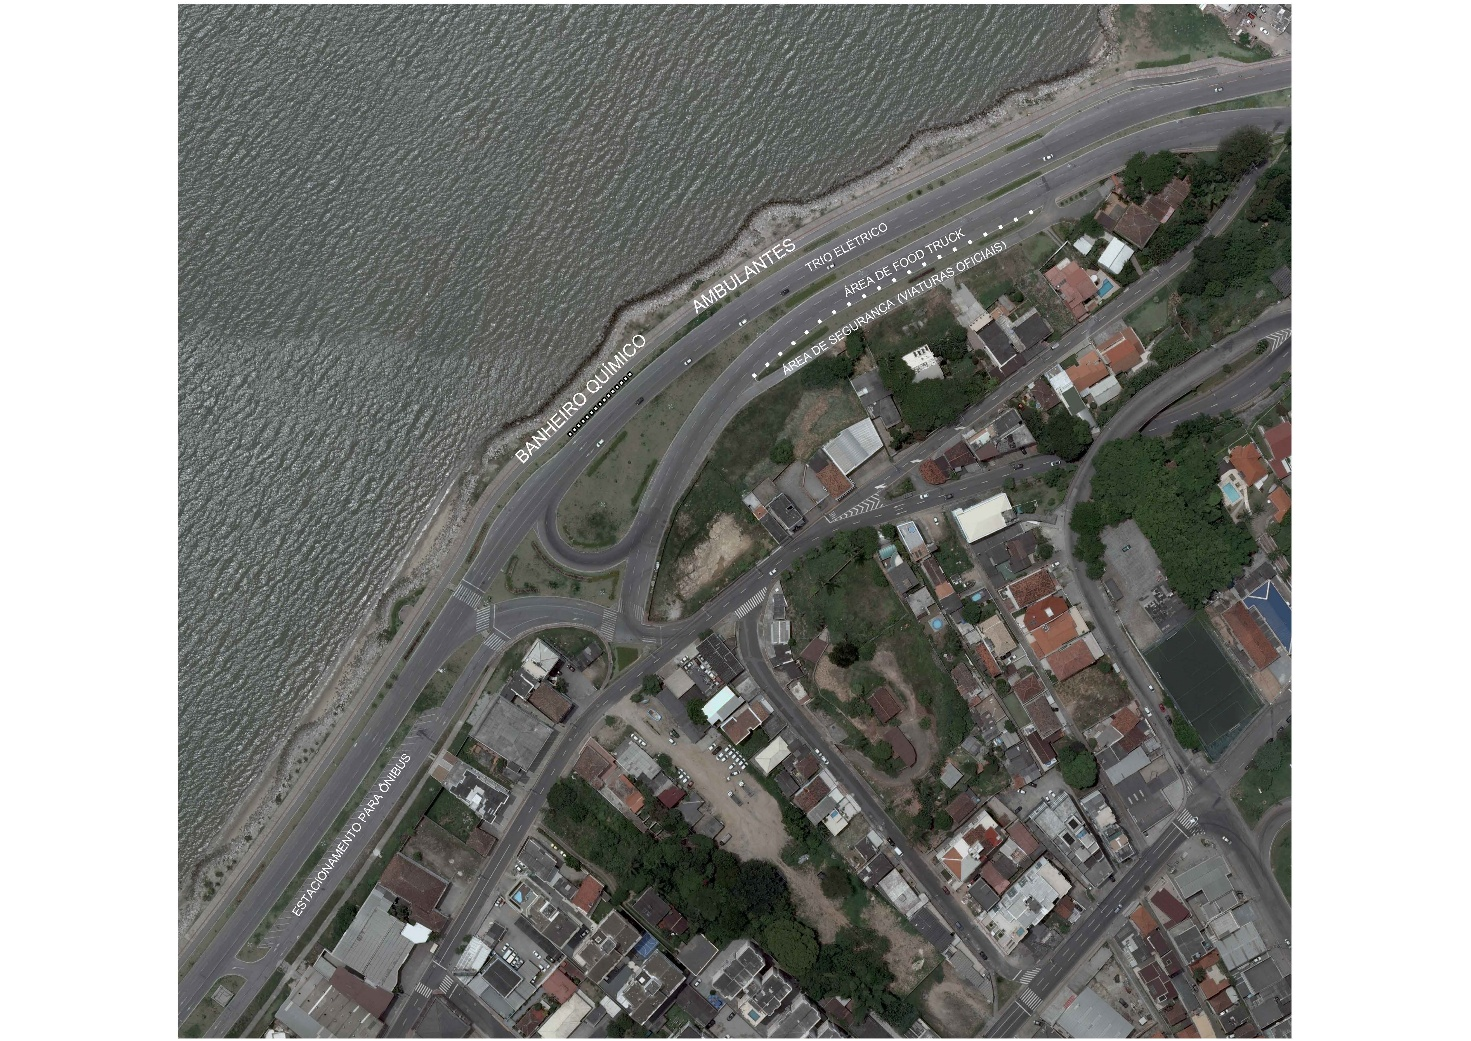 TRIO ELÉTRICO
AMBULANTES
ÁREA DE FOOD TRUCK
ÁREA DE SEGURANÇA (VIATURAS OFICIAIS)
BANHEIRO QUÍMICO
ESTACIONAMENTO PARA ÔNIBUS